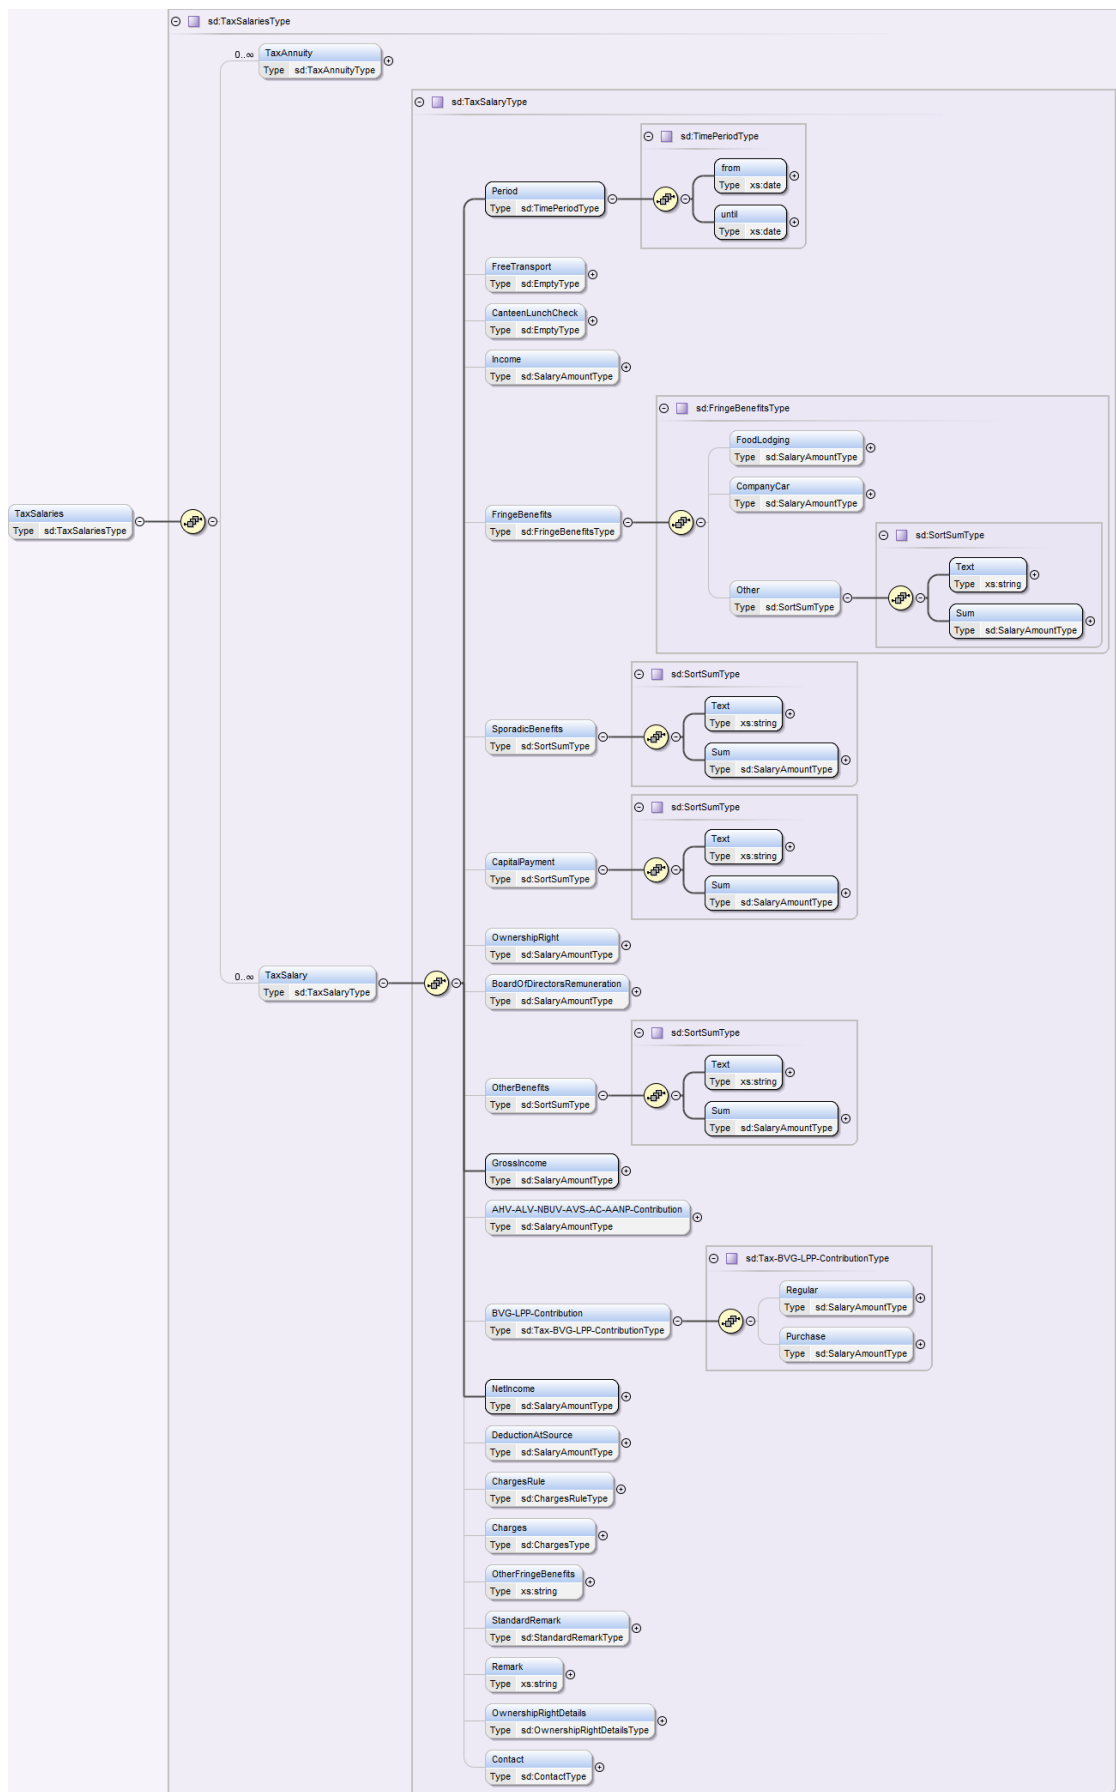 sd:TaxSalariesType
0..∞
TaxAnnuity
Type sd:TaxAnnuityType
sd:TaxSalaryType
sd:TimePeriodType
from
Type xs:date
Period
Type sd:TimePeriodType
until
Type xs:date
FreeTransport
Type sd:EmptyType
CanteenLunchCheck
Type sd:EmptyType
Income
Type sd:SalaryAmountType
sd:FringeBenefitsType
FoodLodging
Type sd:SalaryAmountType
CompanyCar
Type sd:SalaryAmountType
TaxSalaries
Type sd:TaxSalariesType
FringeBenefits
Type sd:FringeBenefitsType
sd:SortSumType
Text
Type xs:string
Other
Type sd:SortSumType
Sum
Type sd:SalaryAmountType
sd:SortSumType
Text
Type xs:string
SporadicBenefits
Type sd:SortSumType
Sum
Type sd:SalaryAmountType
sd:SortSumType
Text
Type xs:string
CapitalPayment
Type sd:SortSumType
Sum
Type sd:SalaryAmountType
OwnershipRight
Type sd:SalaryAmountType
0..∞
TaxSalary
Type sd:TaxSalaryType
BoardOfDirectorsRemuneration
Type sd:SalaryAmountType
sd:SortSumType
Text
Type xs:string
OtherBenefits
Type sd:SortSumType
Sum
Type sd:SalaryAmountType
GrossIncome
Type sd:SalaryAmountType
AHV-ALV-NBUV-AVS-AC-AANP-Contribution
Type sd:SalaryAmountType
sd:Tax-BVG-LPP-ContributionType
Regular
Type sd:SalaryAmountType
BVG-LPP-Contribution
Type sd:Tax-BVG-LPP-ContributionType
Purchase
Type sd:SalaryAmountType
NetIncome
Type sd:SalaryAmountType
DeductionAtSource
Type sd:SalaryAmountType
ChargesRule
Type sd:ChargesRuleType
Charges
Type sd:ChargesType
OtherFringeBenefits
Type xs:string
StandardRemark
Type sd:StandardRemarkType
Remark
Type xs:string
OwnershipRightDetails
Type sd:OwnershipRightDetailsType
Contact
Type sd:ContactType